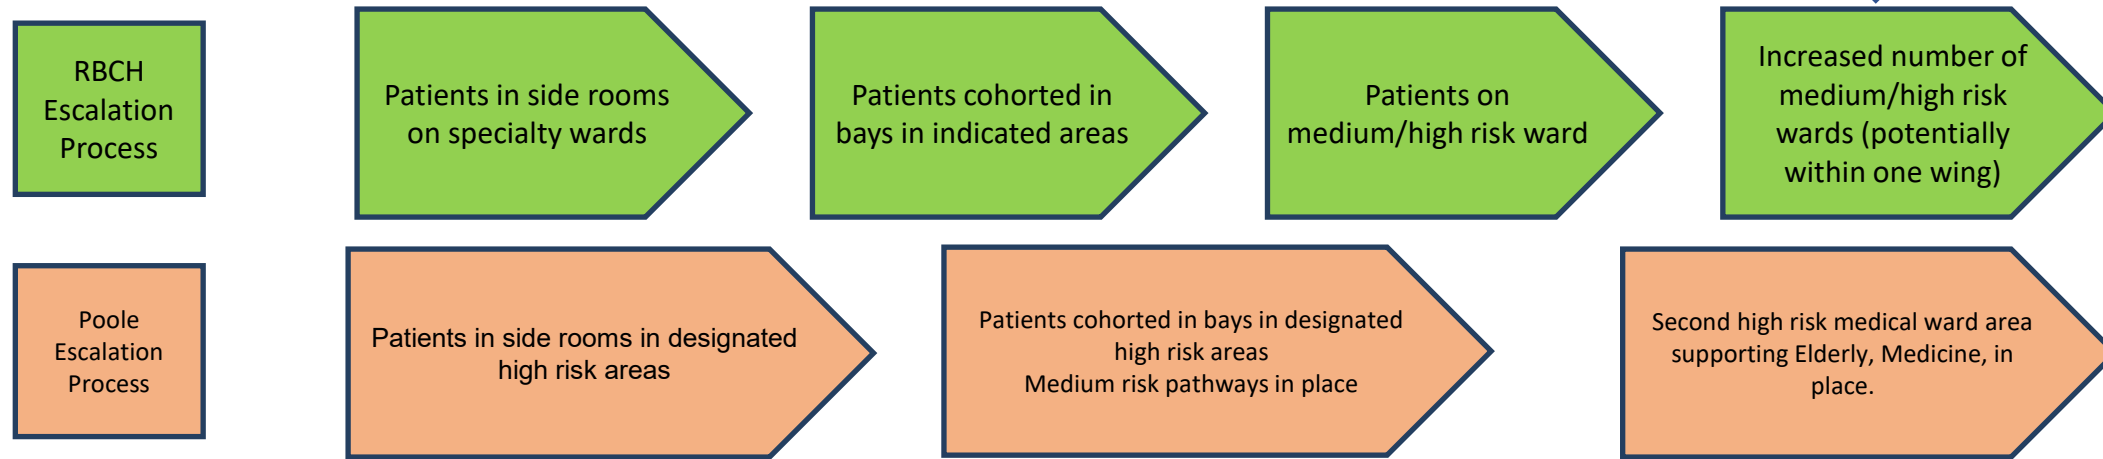 RBCH
Escalation
Process
Patients in side rooms
on specialty wards
Patients cohorted in
bays in indicated areas
Patients on
medium/high risk ward
Increased number of
medium/high risk
wards (potentially
within one wing)
Poole
Escalation
Process
Patients in side rooms in designated
high risk areas
Patients cohorted in bays in designated
high risk areas
Medium risk pathways in place
Second high risk medical ward area
supporting Elderly, Medicine, in
place.